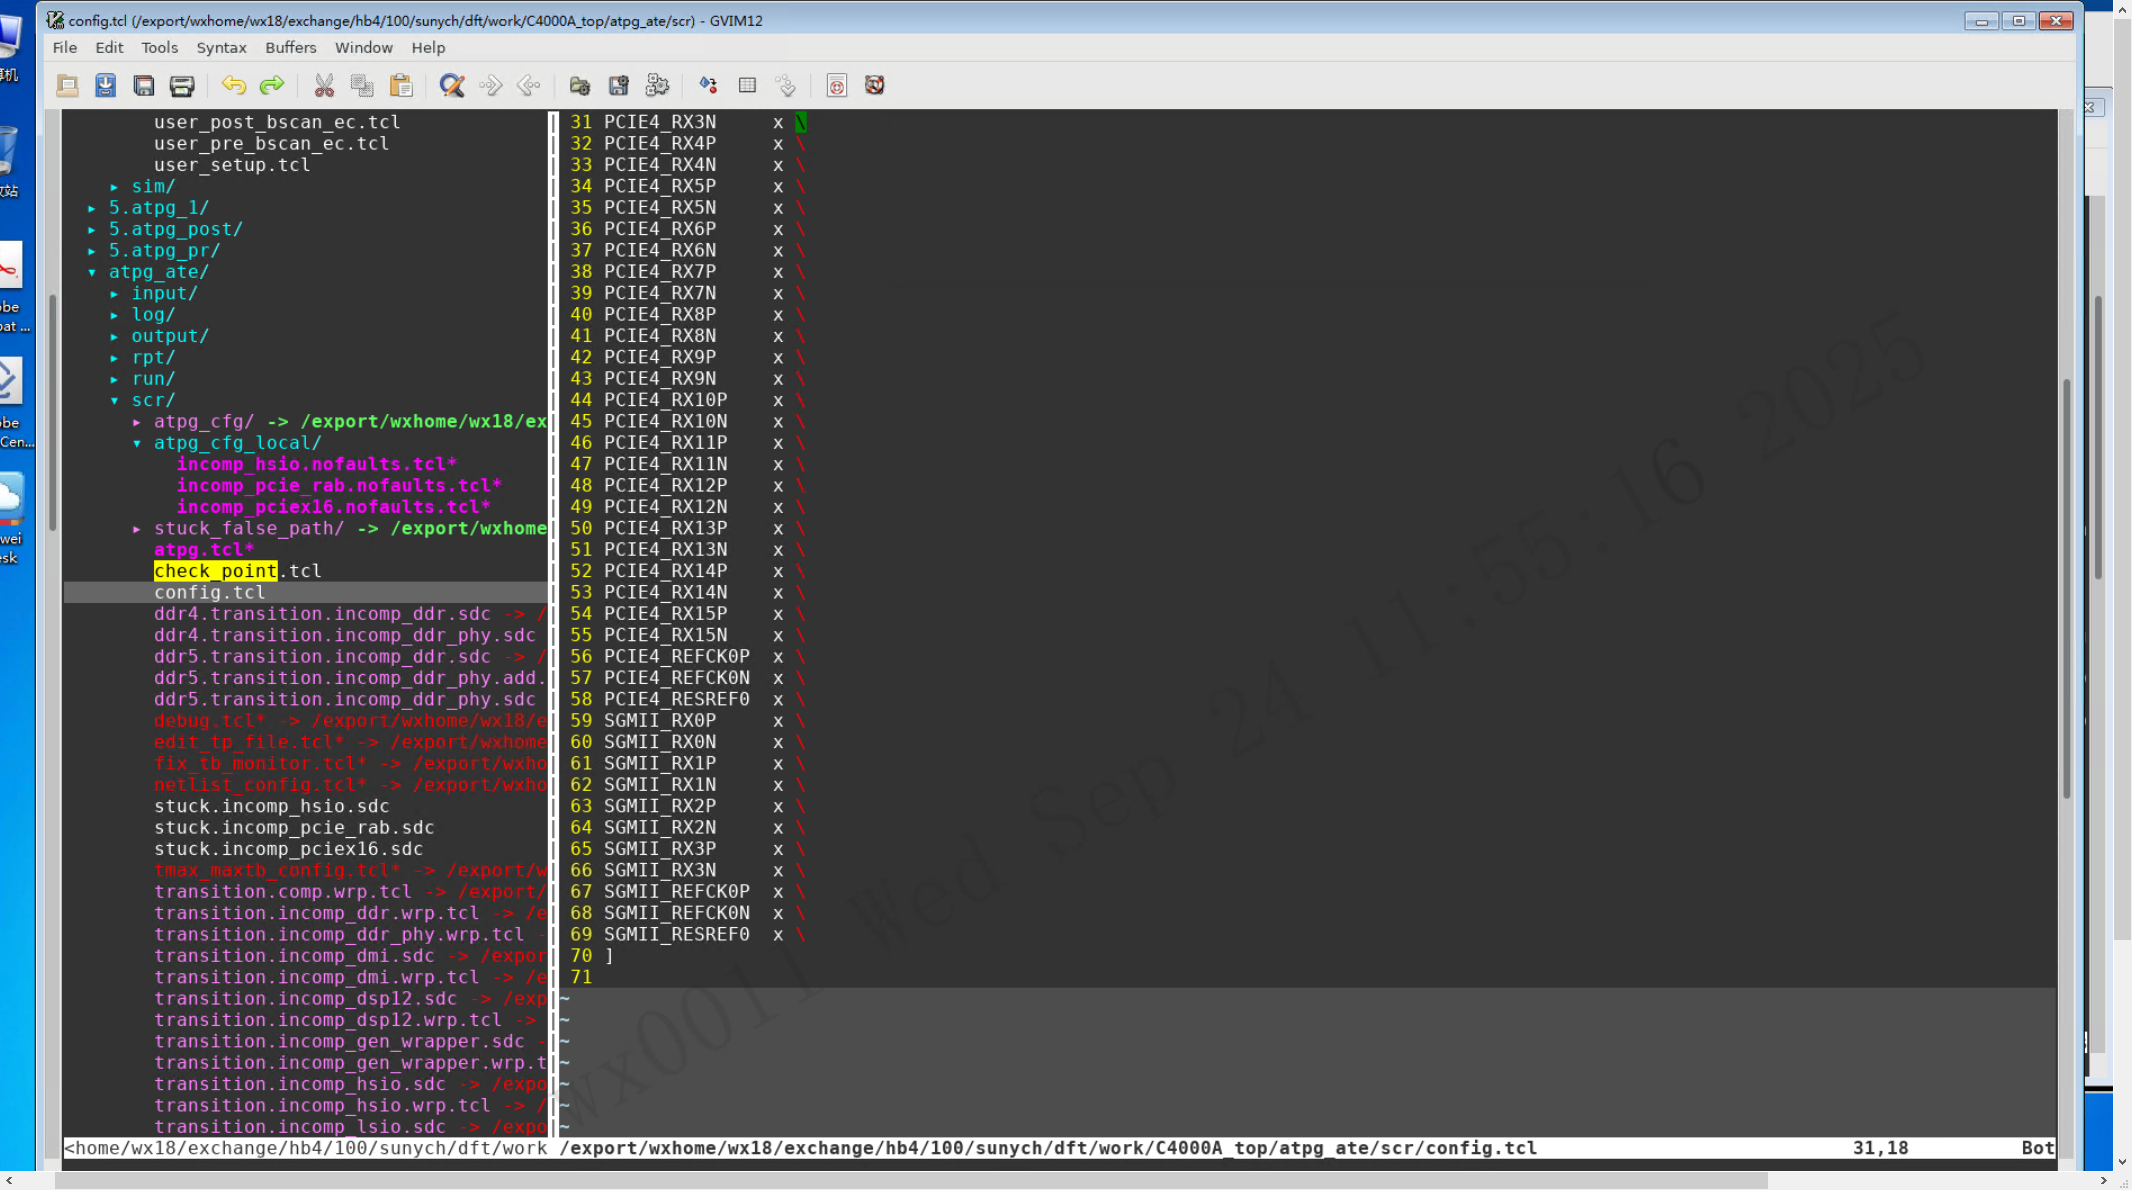 config.tcl (/export/wxhome/wx18/exchange/hb4/100/sunych/dft/work/C4000A_top/atpg_ate/scr) - GVIM12
File Edit Tools Syntax Buffers Window Help
user_post_bscan_ec.tcl
user_pre_bscan_ec.tcl
user_setup.tcl
▸ sim/
▸ 5.atpg_1/
▸ 5.atpg_post/
▸ 5.atpg_pr/
▾ atpg_ate/
▸ input/
▸ log/
▸ output/
▸ rpt/
▸ run/
▾ scr/
▸ atpg_cfg/ -> /export/wxhome/wx18/ex
▾ atpg_cfg_local/
incomp_hsio.nofaults.tcl*
incomp_pcie_rab.nofaults.tcl*
incomp_pciex16.nofaults.tcl*
▸ stuck_false_path/ -> /export/wxhome
atpg.tcl*
check_point.tcl
config.tcl
ddr4.transition.incomp_ddr.sdc -> /
ddr4.transition.incomp_ddr_phy.sdc
ddr5.transition.incomp_ddr.sdc -> /
ddr5.transition.incomp_ddr_phy.add.
ddr5.transition.incomp_ddr_phy.sdc
debug.tcl* -> /export/wxhome/wx18/e
edit_tp_file.tcl* -> /export/wxhome
fix_tb_monitor.tcl* -> /export/wxho
netlist_config.tcl* -> /export/wxho
stuck.incomp_hsio.sdc
stuck.incomp_pcie_rab.sdc
stuck.incomp_pciex16.sdc
tmax_maxtb_config.tcl* -> /export/w
transition.comp.wrp.tcl -> /export/
transition.incomp_ddr.wrp.tcl -> /e
transition.incomp_ddr_phy.wrp.tcl -
transition.incomp_dmi.sdc -> /expor
transition.incomp_dmi.wrp.tcl -> /e
transition.incomp_dsp12.sdc -> /exp
transition.incomp_dsp12.wrp.tcl ->
transition.incomp_gen_wrapper.sdc -
transition.incomp_gen_wrapper.wrp.t
transition.incomp_hsio.sdc -> /expo
transition.incomp_hsio.wrp.tcl -> /
transition.incomp_lsio.sdc -> /expo
31 PCIE4_RX3N x \
32 PCIE4_RX4P x \
33 PCIE4_RX4N x \
34 PCIE4_RX5P x \
35 PCIE4_RX5N x \
36 PCIE4_RX6P x \
37 PCIE4_RX6N x \
38 PCIE4_RX7P x \
39 PCIE4_RX7N x \
40 PCIE4_RX8P x \
41 PCIE4_RX8N x \
42 PCIE4_RX9P x \
43 PCIE4_RX9N x \
44 PCIE4_RX10P x \
45 PCIE4_RX10N x \
46 PCIE4_RX11P x \
47 PCIE4_RX11N x \
48 PCIE4_RX12P x \
49 PCIE4_RX12N x \
50 PCIE4_RX13P x \
51 PCIE4_RX13N x \
52 PCIE4_RX14P x \
53 PCIE4_RX14N x \
54 PCIE4_RX15P x \
55 PCIE4_RX15N x \
56 PCIE4_REFCK0P x \
57 PCIE4_REFCK0N x \
58 PCIE4_RESREF0 x \
59 SGMII_RX0P x \
60 SGMII_RX0N x \
61 SGMII_RX1P x \
62 SGMII_RX1N x \
63 SGMII_RX2P x \
64 SGMII_RX2N x \
65 SGMII_RX3P x \
66 SGMII_RX3N x \
67 SGMII_REFCK0P x \
68 SGMII_REFCK0N x \
69 SGMII_RESREF0 x \
70 ]
71
~
~
~
~
~
~
~
<home/wx18/exchange/hb4/100/sunych/dft/work /export/wxhome/wx18/exchange/hb4/100/sunych/dft/work/C4000A_top/atpg_ate/scr/config.tcl 31,18 Bot
wx0011 Wed Sep 24 11:55:16 2025